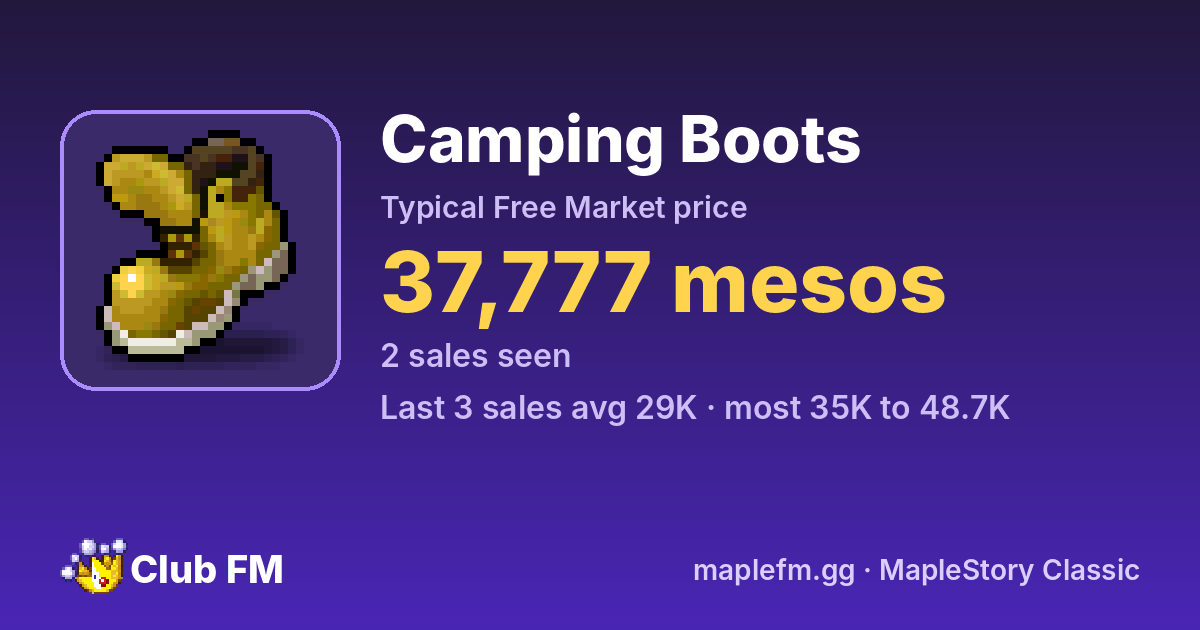 Camping Boots
Typical Free Market price
37,777 mesos
2 sales seen
Last 3 sales avg 29K · most 35K to 48.7K
Club FM
maplefm.gg · MapleStory Classic